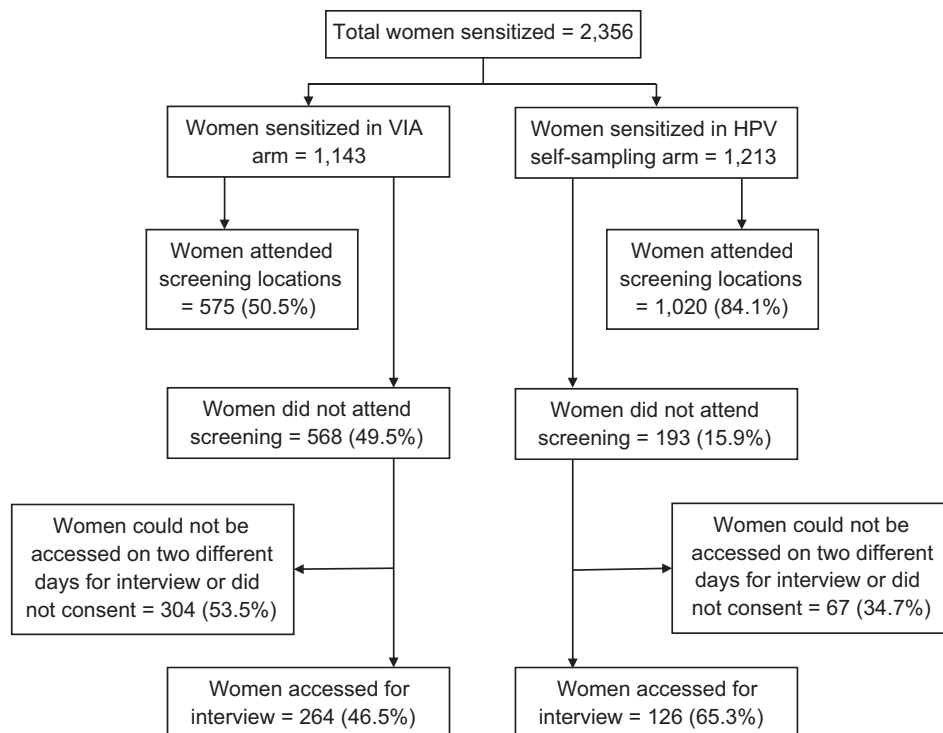 Total women sensitized = 2,356
Women sensitized in VIA
arm = 1,143
Women sensitized in HPV
self-sampling arm = 1,213
Women attended
screening locations
= 575 (50.5%)
Women attended
screening locations
= 1,020 (84.1%)
Women did not attend
screening = 568 (49.5%)
Women did not attend
screening = 193 (15.9%)
Women could not be
accessed on two different
days for interview or did
not consent = 304 (53.5%)
Women could not be
accessed on two different
days for interview or did
not consent = 67 (34.7%)
Women accessed for
interview = 264 (46.5%)
Women accessed for
interview = 126 (65.3%)